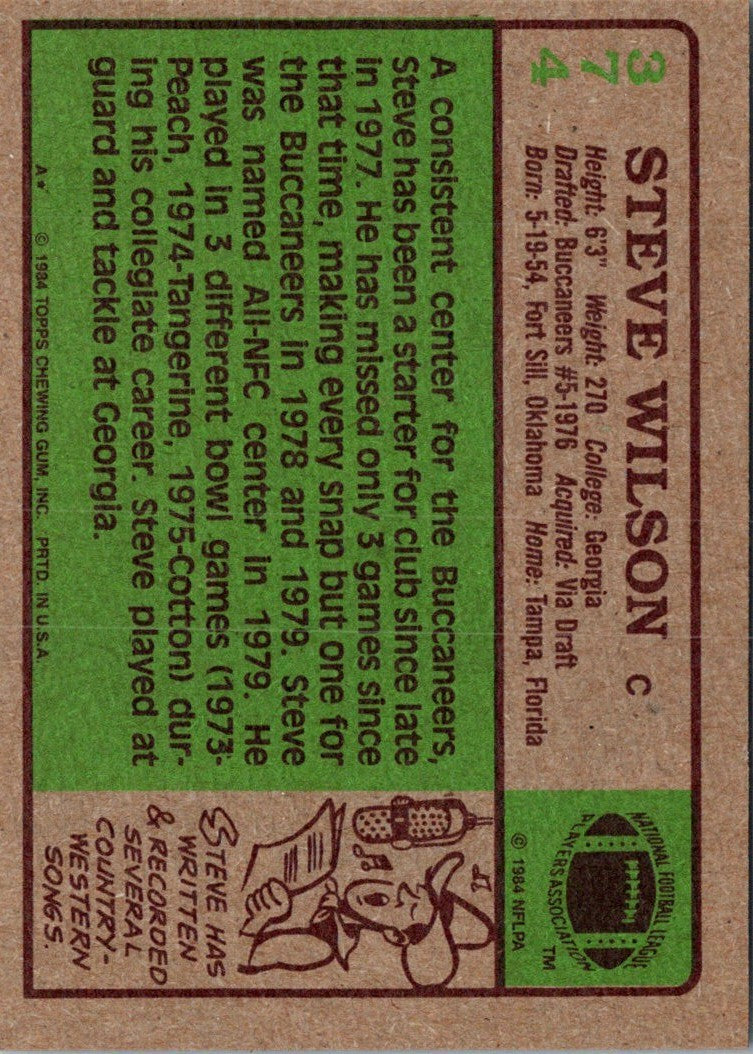 374
STEVE WILSON C
Height: 6'3" Weight: 270 College: Georgia
Drafted: Buccaneers #5-1976 Acquired: Via Draft
Born: 5-19-54, Fort Sill, Oklahoma Home: Tampa, Florida
NATIONAL FOOTBALL LEAGUE
PLAYERS ASSOCIATION
TM
© 1984 NFLPA
A consistent center for the Buccaneers,
Steve has been a starter for club since late
in 1977. He has missed only 3 games since
that time, making every snap but one for
the Buccaneers in 1978 and 1979. Steve
was named All-NFC center in 1979. He
played in 3 different bowl games (1973-
Peach, 1974-Tangerine, 1975-Cotton) dur-
ing his collegiate career. Steve played at
guard and tackle at Georgia.
STEVE HAS
WRITTEN
& RECORDED
SEVERAL
COUNTRY-
WESTERN
SONGS.
A* © 1984 TOPPS CHEWING GUM, INC. PRTD. IN U.S.A.